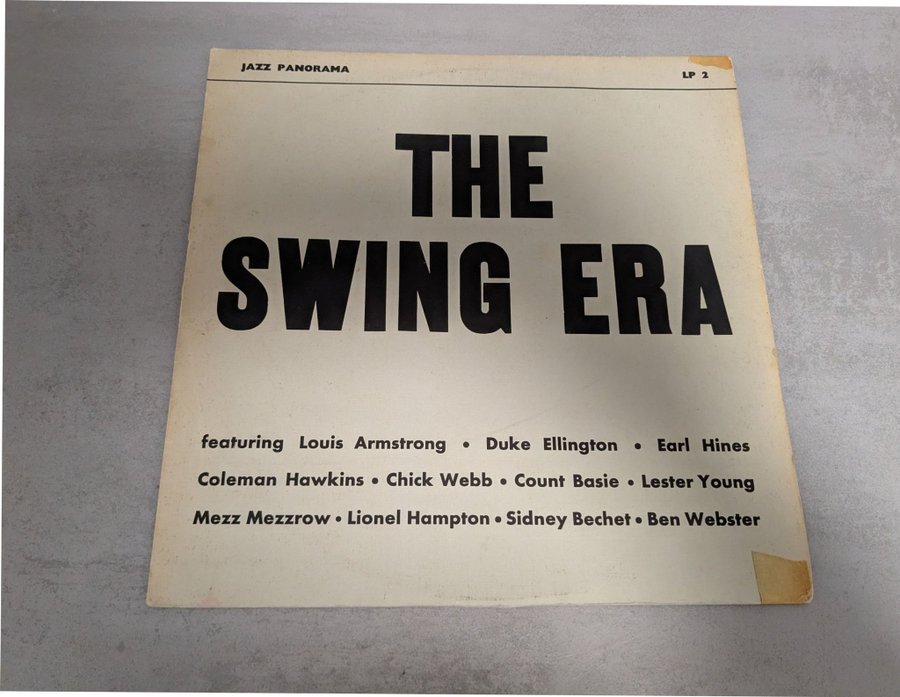 JAZZ PANORAMA LP 2
THE
SWING ERA
featuring Louis Armstrong • Duke Ellington • Earl Hines
Coleman Hawkins • Chick Webb • Count Basie • Lester Young
Mezz Mezzrow • Lionel Hampton • Sidney Bechet • Ben Webster